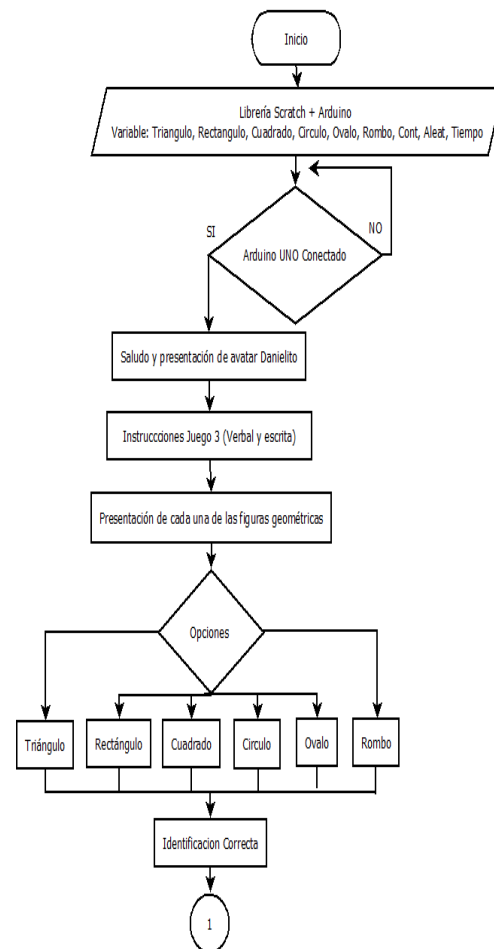 Inicio
Librería Scratch + Arduino
Variable: Triangulo, Rectangulo, Cuadrado, Circulo, Ovalo, Rombo, Cont, Aleat, Tiempo
SI
NO
Arduino UNO Conectado
Saludo y presentación de avatar Danielito
Instruccciones Juego 3 (Verbal y escrita)
Presentación de cada una de las figuras geométricas
Opciones
Triángulo
Rectángulo
Cuadrado
Circulo
Ovalo
Rombo
Identificacion Correcta
1